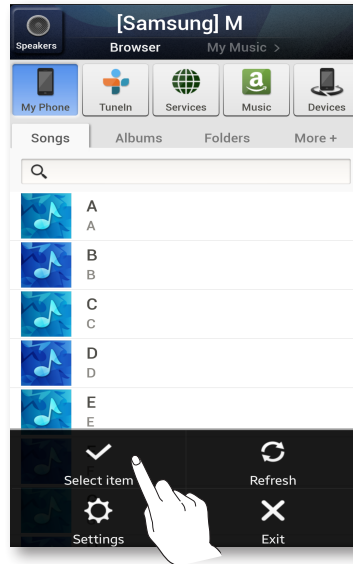 [Samsung] M
Speakers
Browser
My Music >
My Phone
TuneIn
Services
Music
Devices
Songs
Albums
Folders
More +
A
A
B
B
C
C
D
D
E
E
Select item
Refresh
Settings
Exit